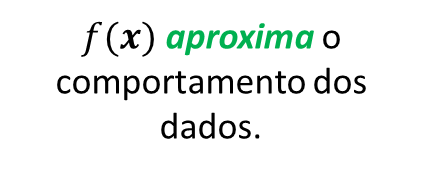 f(x) aproxima o
comportamento dos
dados.